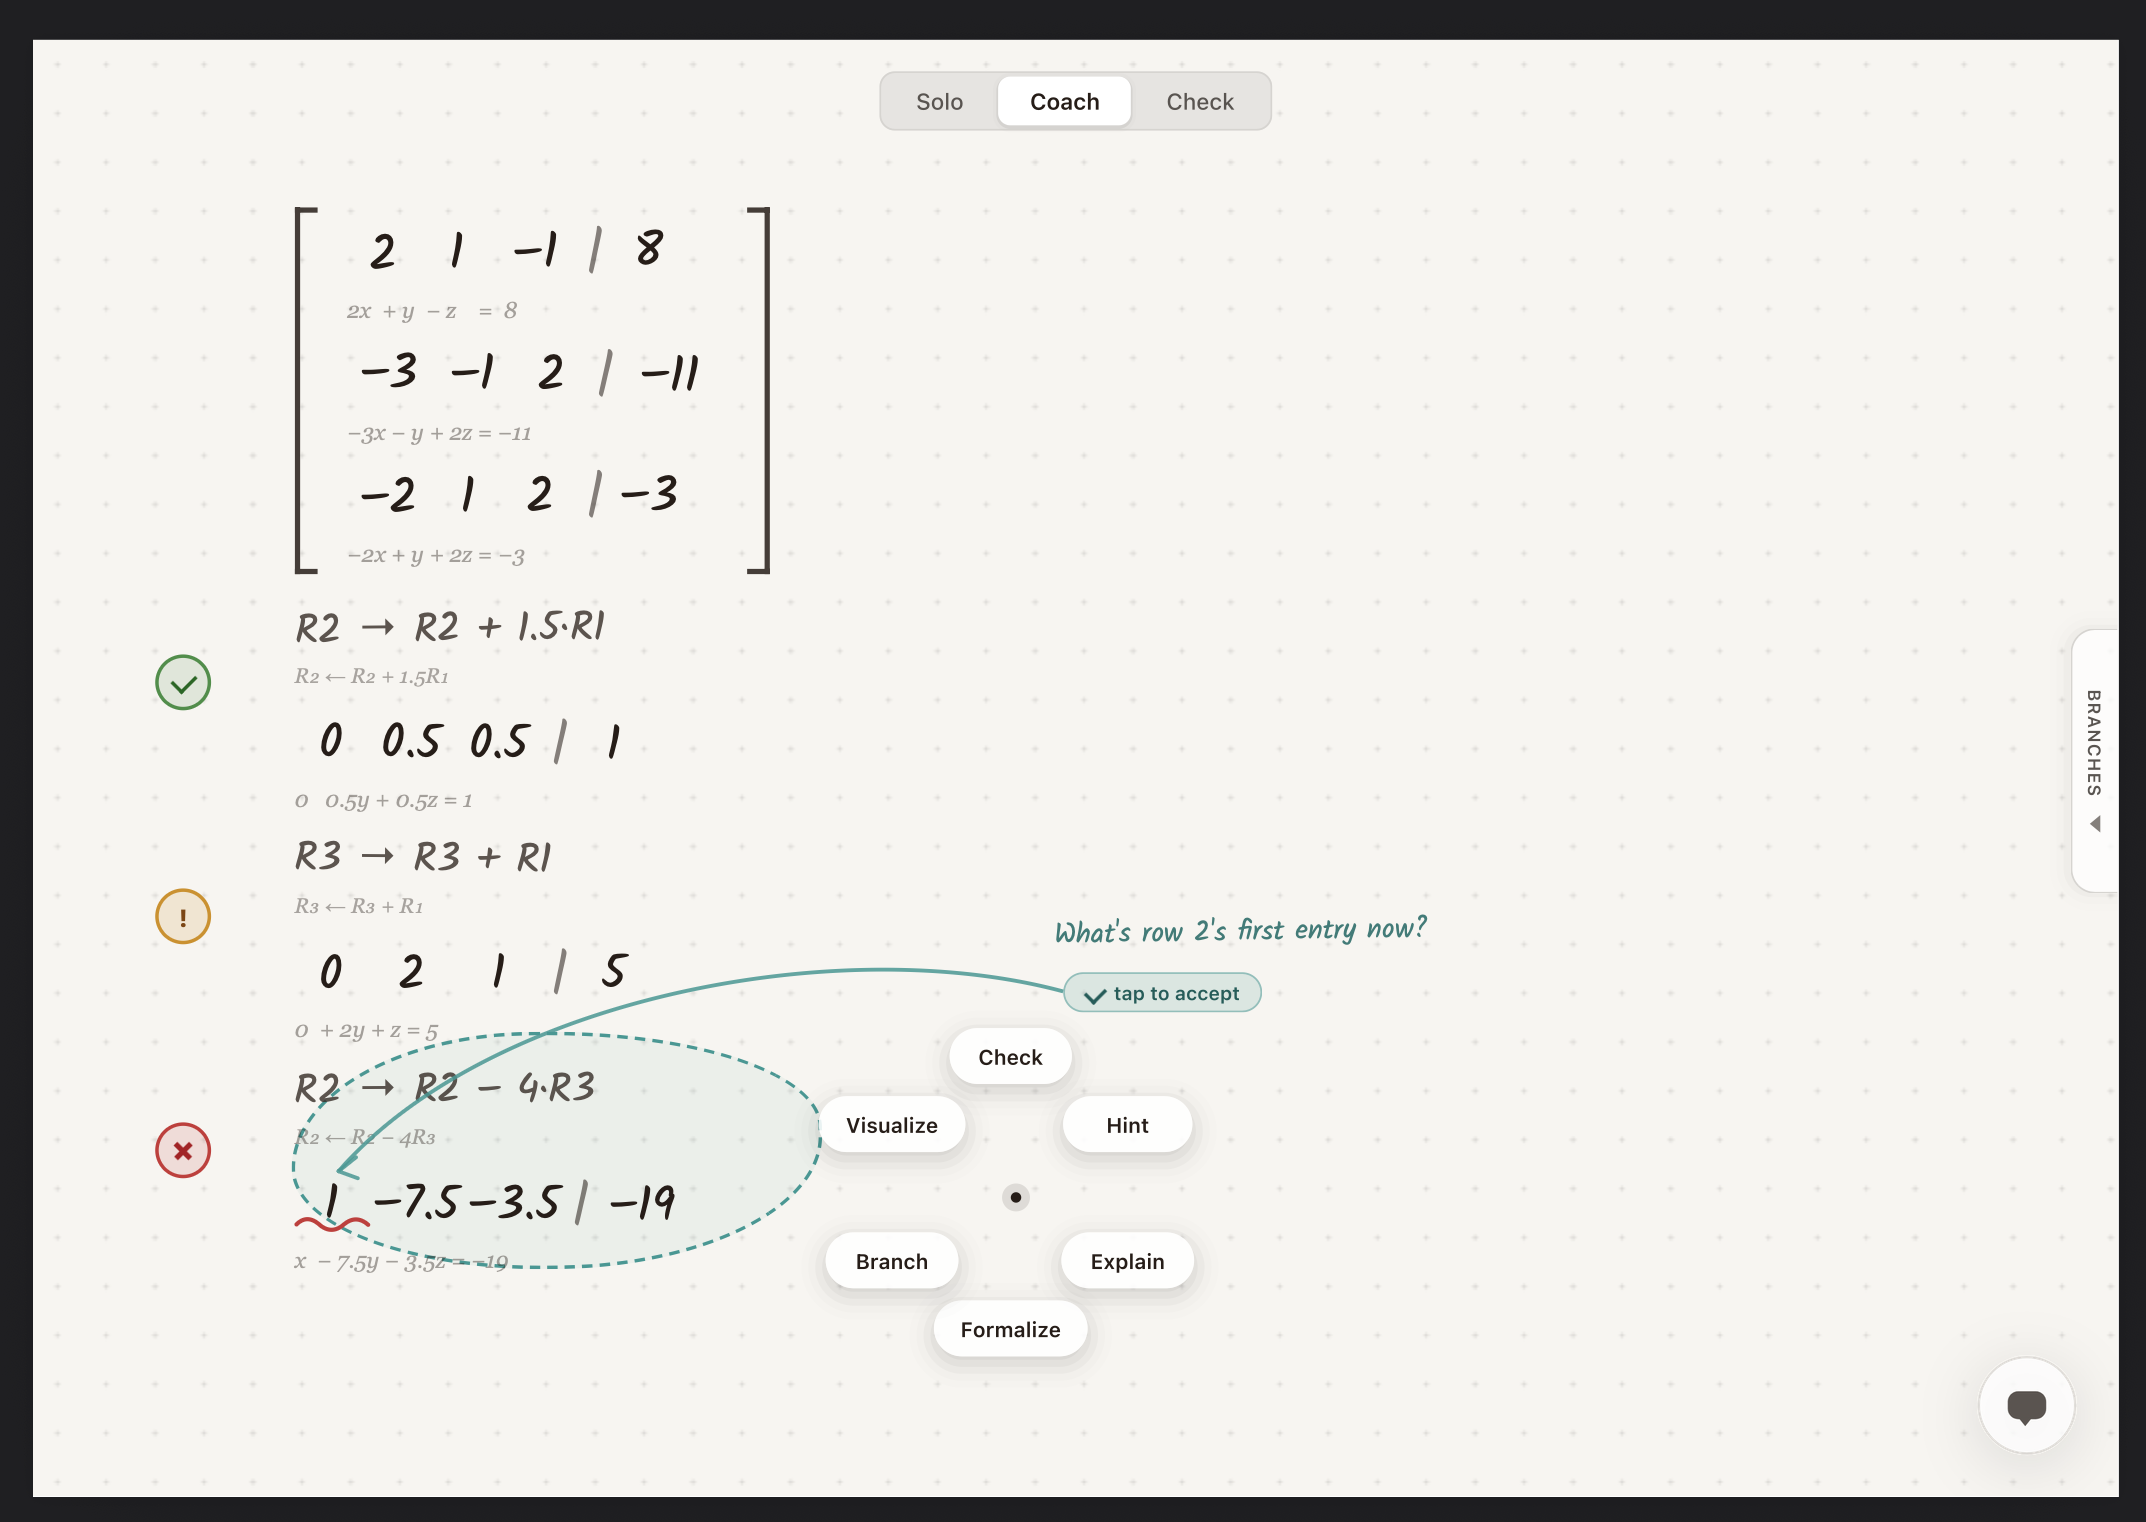 Solo Coach Check
2 1 −1 | 8
2x + y − z = 8
−3 −1 2 | −11
−3x − y + 2z = −11
−2 1 2 | −3
−2x + y + 2z = −3
R2 → R2 + 1.5·R1
R2 ← R2 + 1.5R1
0 0.5 0.5 | 1
0 0.5y + 0.5z = 1
R3 → R3 + R1
!
R3 ← R3 + R1
0 2 1 | 5
0 + 2y + z = 5
R2 → R2 − 4·R3
R2 ← R2 − 4R3
1 −7.5 −3.5 | −19
x − 7.5y − 3.5z = −19
What's row 2's first entry now?
tap to accept
Check
Visualize
Hint
Branch
Explain
Formalize
BRANCHES